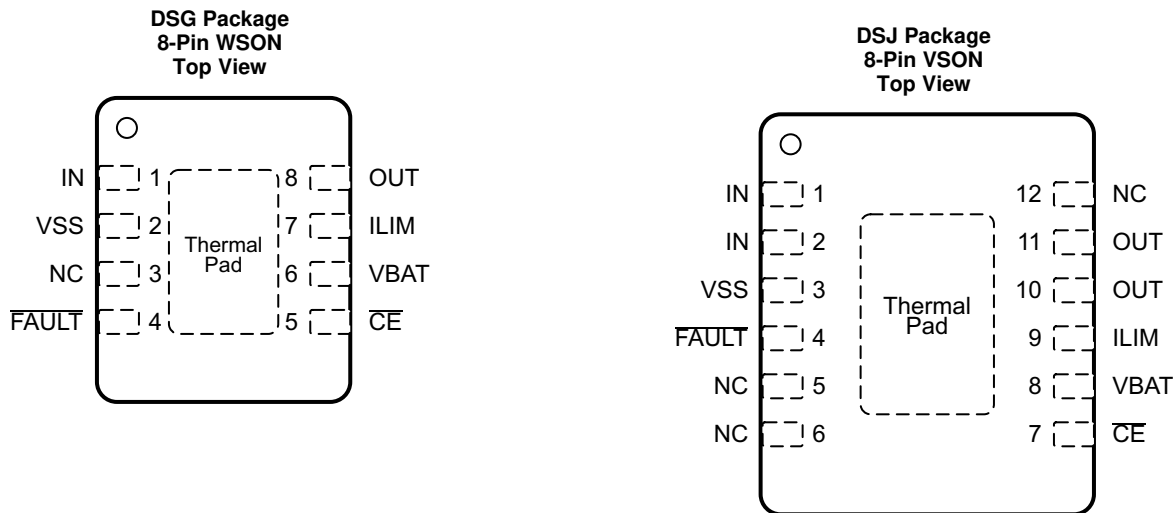 DSG Package
8-Pin WSON
Top View
IN 1 8 OUT
VSS 2 7 ILIM
NC 3 6 VBAT
FAULT 4 5 CE
Thermal
Pad
DSJ Package
8-Pin VSON
Top View
IN 1 12 NC
IN 2 11 OUT
VSS 3 10 OUT
FAULT 4 9 ILIM
NC 5 8 VBAT
NC 6 7 CE
Thermal
Pad